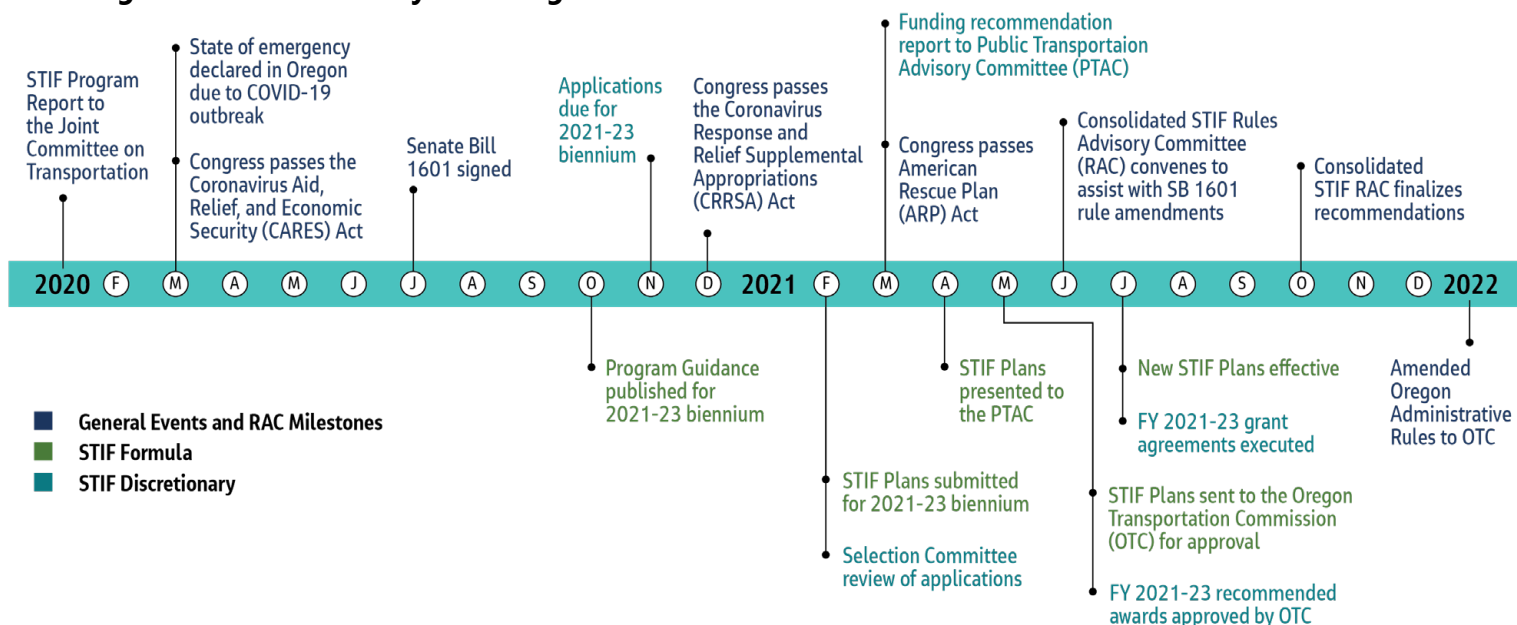 STIF Program
Report to
the Joint
Committee on
Transportation
State of emergency
declared in Oregon
due to COVID-19
outbreak
Congress passes the
Coronavirus Aid,
Relief, and Economic
Security (CARES) Act
Senate Bill
1601 signed
Applications
due for
2021-23
biennium
Congress passes
the Coronavirus
Response and
Relief Supplemental
Appropriations
(CRRSA) Act
Funding recommendation
report to Public Transportaion
Advisory Committee (PTAC)
Congress passes
American
Rescue Plan
(ARP) Act
Consolidated STIF Rules
Advisory Committee
(RAC) convenes to
assist with SB 1601
rule amendments
Consolidated
STIF RAC finalizes
recommendations
2020 F M A M J J A S O N D 2021 F M A M J J A S O N D 2022
Program Guidance
published for
2021-23 biennium
STIF Plans submitted
for 2021-23 biennium
Selection Committee
review of applications
STIF Plans
presented to
the PTAC
New STIF Plans effective
FY 2021-23 grant
agreements executed
STIF Plans sent to the Oregon
Transportation Commission
(OTC) for approval
FY 2021-23 recommended
awards approved by OTC
Amended
Oregon
Administrative
Rules to OTC
General Events and RAC Milestones
STIF Formula
STIF Discretionary